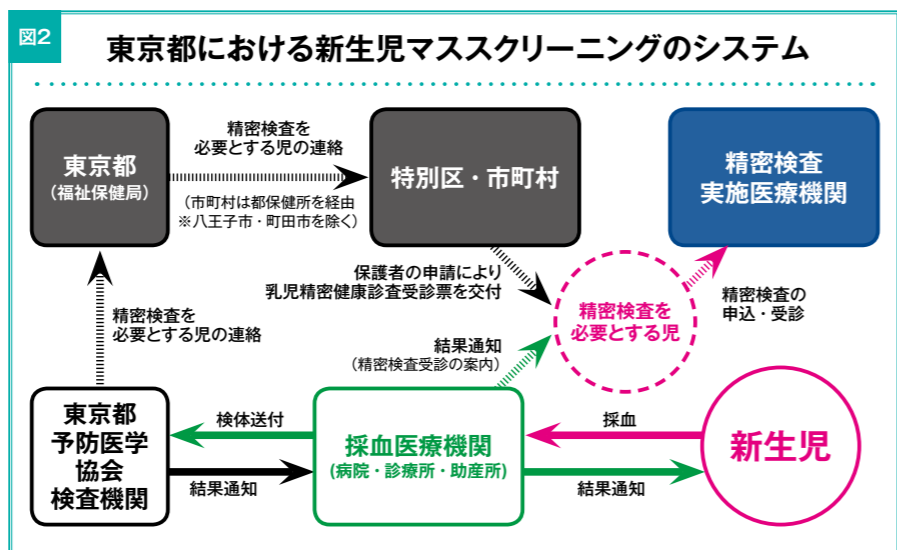 図2
東京都における新生児マススクリーニングのシステム
東京都
（福祉保健局）
精密検査を
必要とする児の連絡
（市町村は都保健所を経由
※八王子市・町田市を除く）
特別区・市町村
精密検査
実施医療機関
保護者の申請により
乳児精密健康診査受診票を交付
精密検査を
必要とする児
精密検査の
申込・受診
精密検査を
必要とする児の連絡
結果通知
（精密検査受診の案内）
東京都
予防医学
協会
検査機関
検体送付
結果通知
採血医療機関
(病院・診療所・助産所)
採血
結果通知
新生児